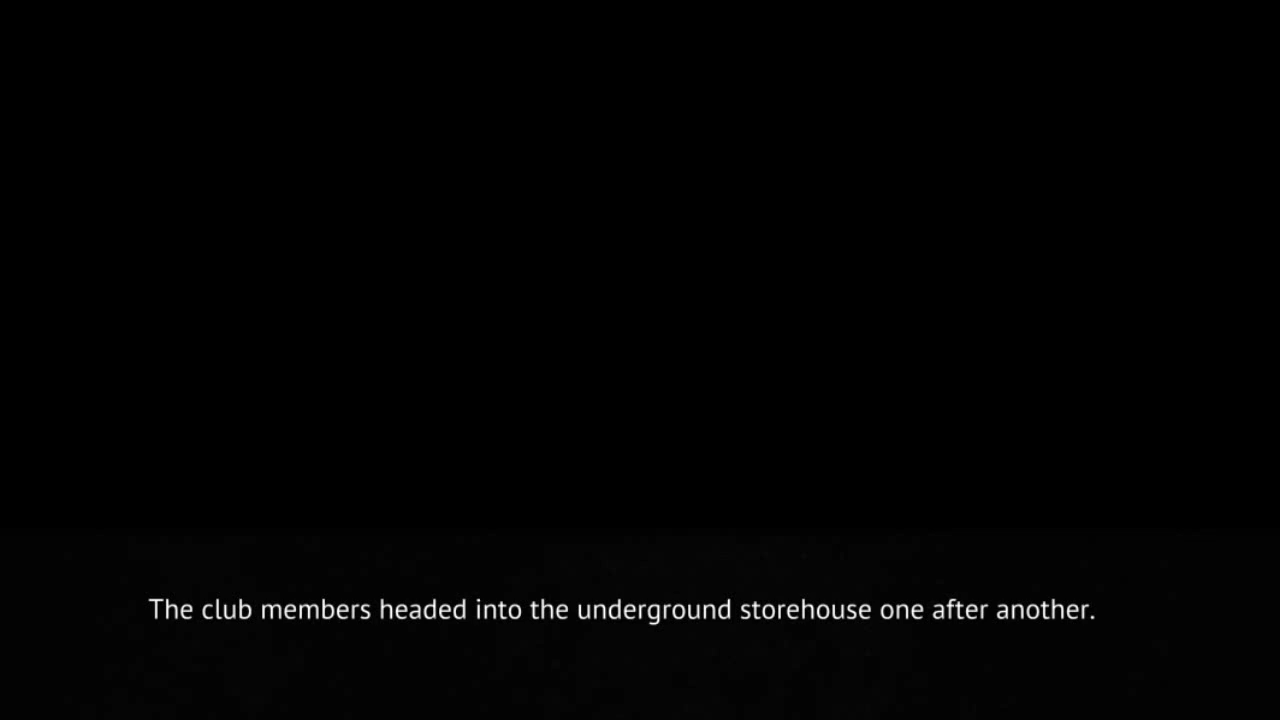 The club members headed into the underground storehouse one after another.